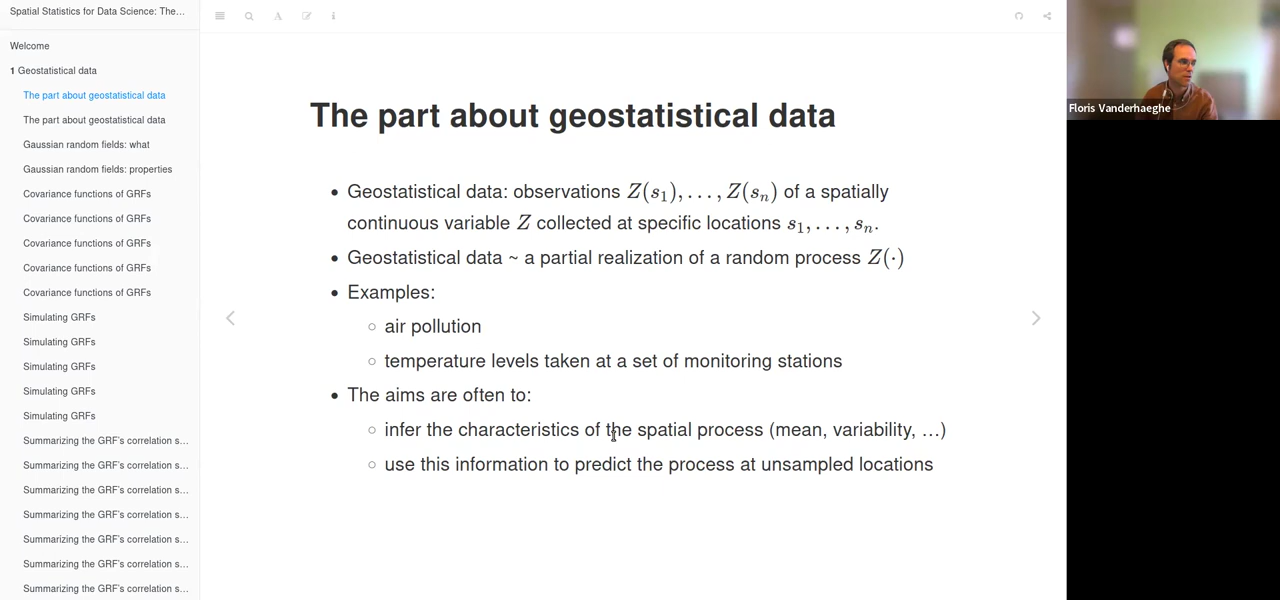 Spatial Statistics for Data Science: The...
Welcome
1 Geostatistical data
The part about geostatistical data
The part about geostatistical data
Gaussian random fields: what
Gaussian random fields: properties
Covariance functions of GRFs
Covariance functions of GRFs
Covariance functions of GRFs
Covariance functions of GRFs
Covariance functions of GRFs
Simulating GRFs
Simulating GRFs
Simulating GRFs
Simulating GRFs
Simulating GRFs
Summarizing the GRF's correlation s...
Summarizing the GRF's correlation s...
Summarizing the GRF's correlation s...
Summarizing the GRF's correlation s...
Summarizing the GRF's correlation s...
Summarizing the GRF's correlation s...
Summarizing the GRF's correlation s...
The part about geostatistical data
• Geostatistical data: observations Z(s₁), . . . , Z(sₙ) of a spatially
continuous variable Z collected at specific locations s₁, . . . , sₙ.
• Geostatistical data ~ a partial realization of a random process Z(·)
• Examples:
○ air pollution
○ temperature levels taken at a set of monitoring stations
• The aims are often to:
○ infer the characteristics of the spatial process (mean, variability, …)
○ use this information to predict the process at unsampled locations
Floris Vanderhaeghe